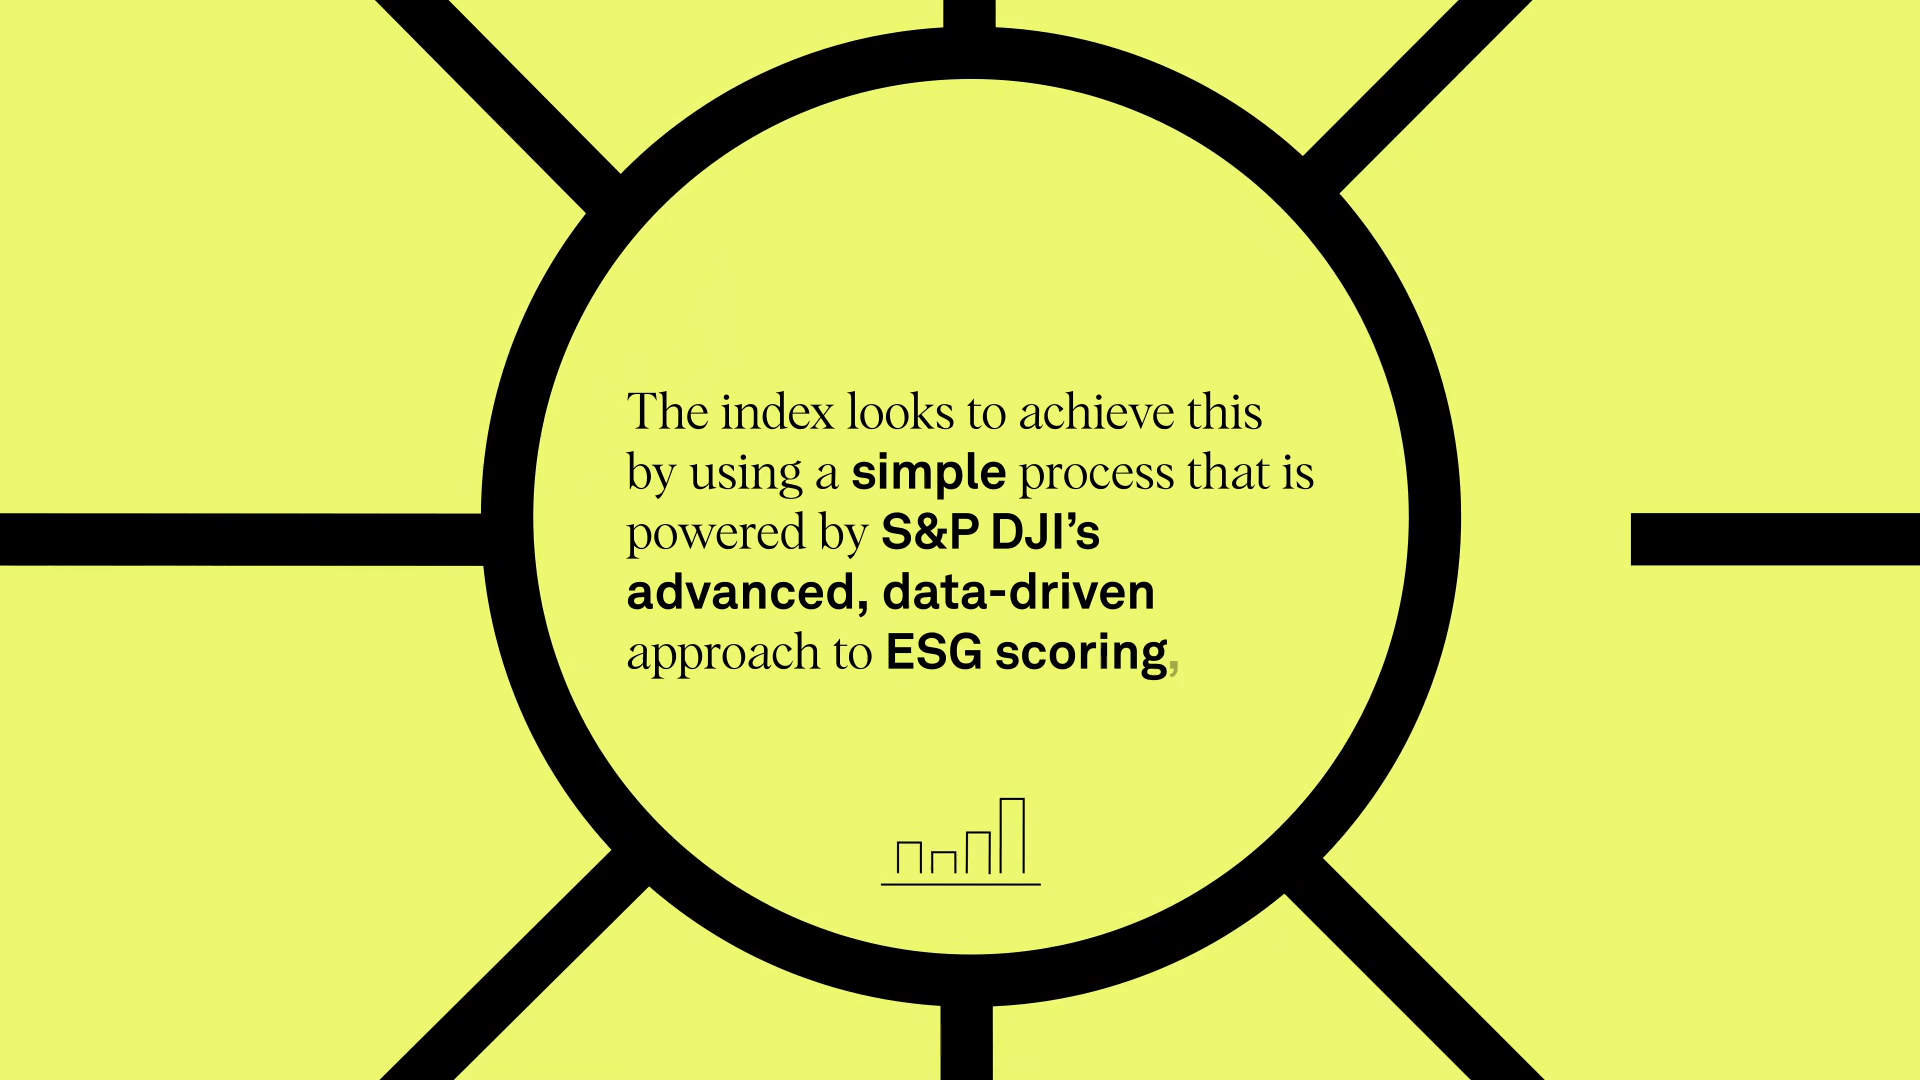 The index looks to achieve this
by using a simple process that is
powered by S&P DJI’s
advanced, data-driven
approach to ESG scoring,